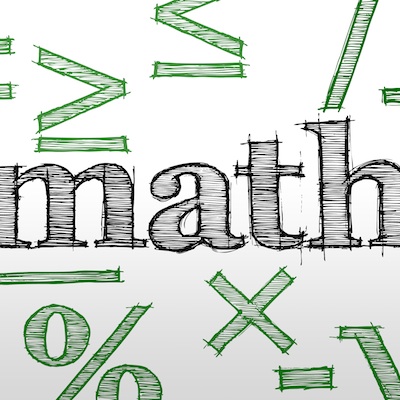 ≥ ≥ /
math
% × -